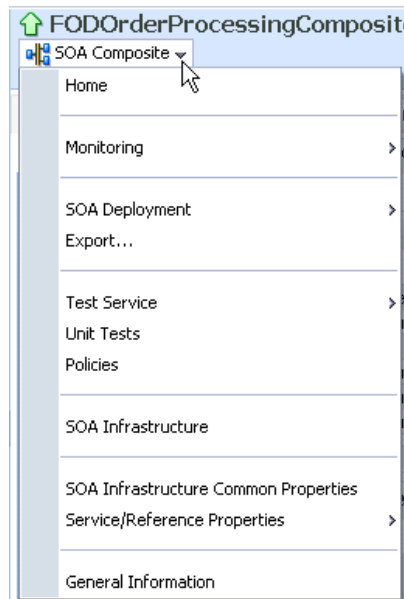 FODOrderProcessingComposit
SOA Composite
Home
Monitoring
SOA Deployment
Export...
Test Service
Unit Tests
Policies
SOA Infrastructure
SOA Infrastructure Common Properties
Service/Reference Properties
General Information